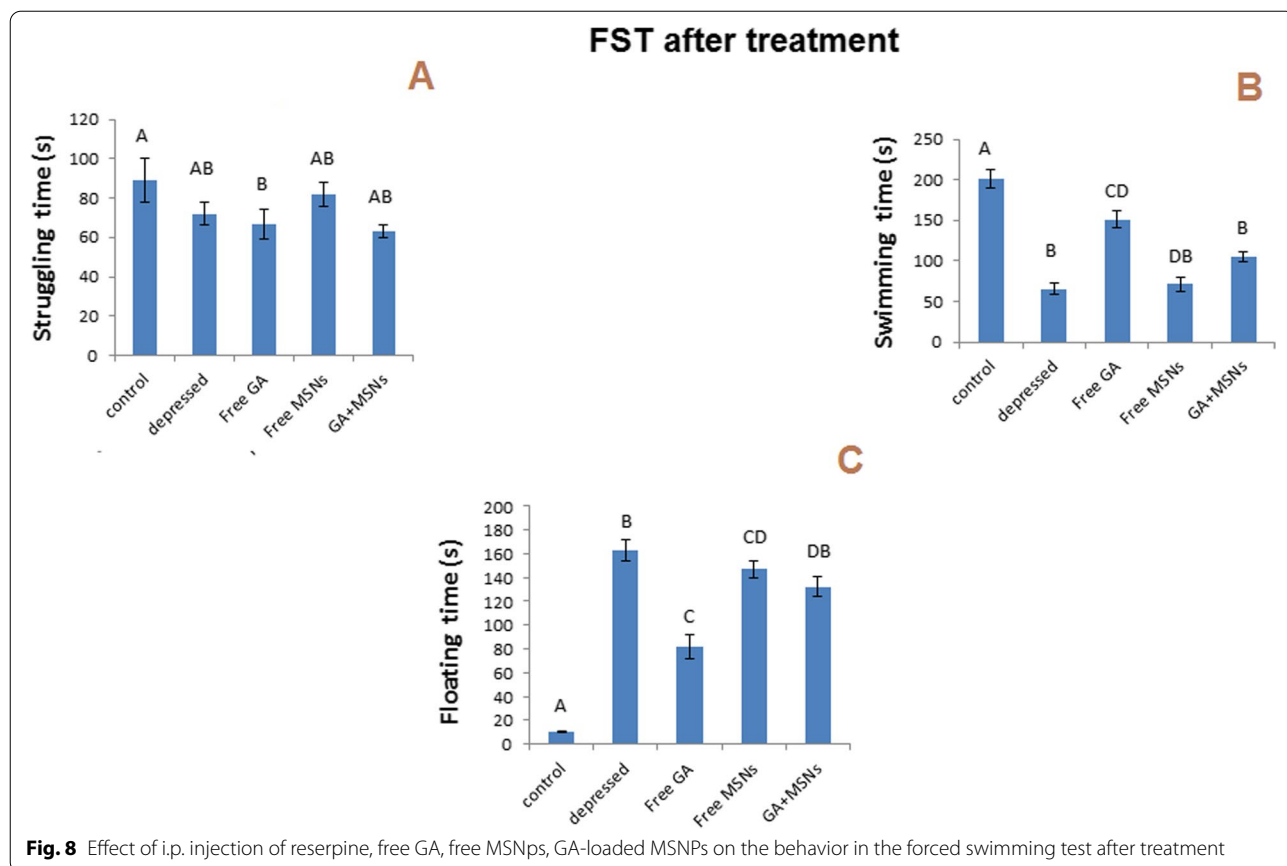 FST after treatment
A
Struggling time (s)
120
100
80
60
40
20
0
A
AB
B
AB
AB
control
depressed
Free GA
Free MSNs
GA+MSNs
B
Swimming time (s)
250
200
150
100
50
0
A
B
CD
DB
B
control
depressed
Free GA
Free MSNs
GA+MSNs
C
Floating time (s)
200
180
160
140
120
100
80
60
40
20
0
A
B
C
CD
DB
control
depressed
Free GA
Free MSNs
GA+MSNs
Fig. 8 Effect of i.p. injection of reserpine, free GA, free MSNps, GA-loaded MSNPs on the behavior in the forced swimming test after treatment